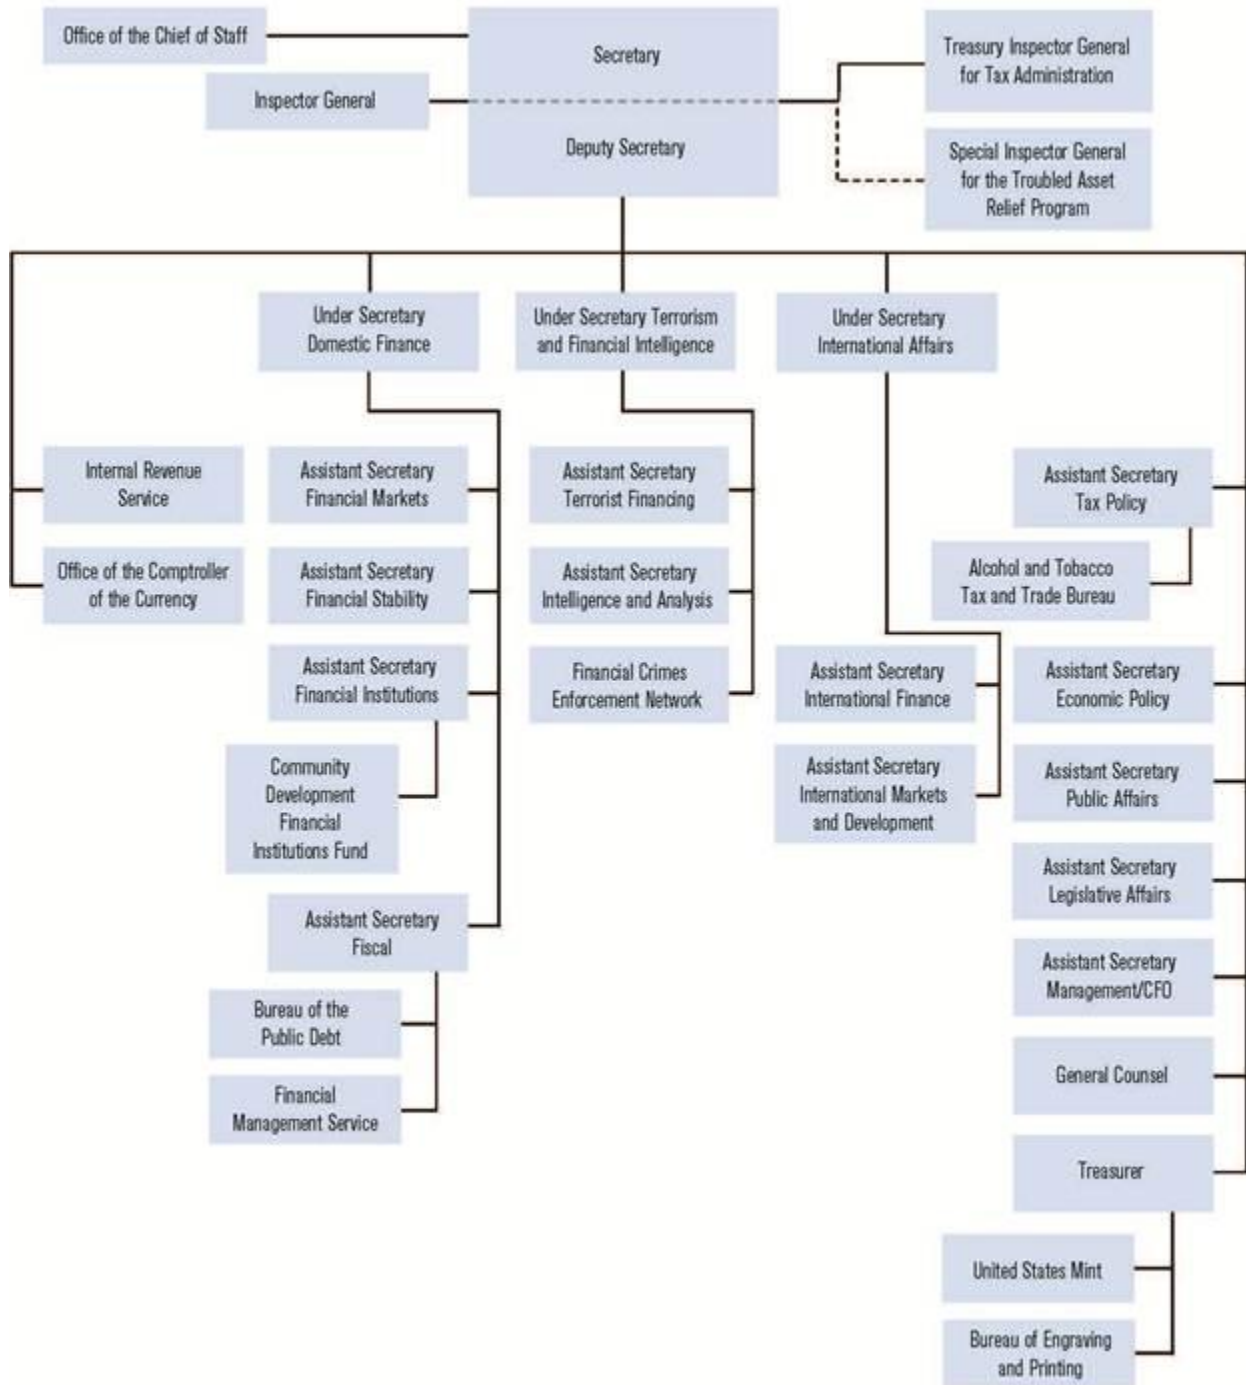 Office of the Chief of Staff
Secretary
Treasury Inspector General
for Tax Administration
Inspector General
Deputy Secretary
Special Inspector General
for the Troubled Asset
Relief Program
Under Secretary
Domestic Finance
Under Secretary Terrorism
and Financial Intelligence
Under Secretary
International Affairs
Internal Revenue
Service
Office of the Comptroller
of the Currency
Assistant Secretary
Financial Markets
Assistant Secretary
Financial Stability
Assistant Secretary
Financial Institutions
Community
Development
Financial
Institutions Fund
Assistant Secretary
Fiscal
Bureau of the
Public Debt
Financial
Management Service
Assistant Secretary
Terrorist Financing
Assistant Secretary
Intelligence and Analysis
Financial Crimes
Enforcement Network
Assistant Secretary
International Finance
Assistant Secretary
International Markets
and Development
Assistant Secretary
Tax Policy
Alcohol and Tobacco
Tax and Trade Bureau
Assistant Secretary
Economic Policy
Assistant Secretary
Public Affairs
Assistant Secretary
Legislative Affairs
Assistant Secretary
Management/CFO
General Counsel
Treasurer
United States Mint
Bureau of Engraving
and Printing